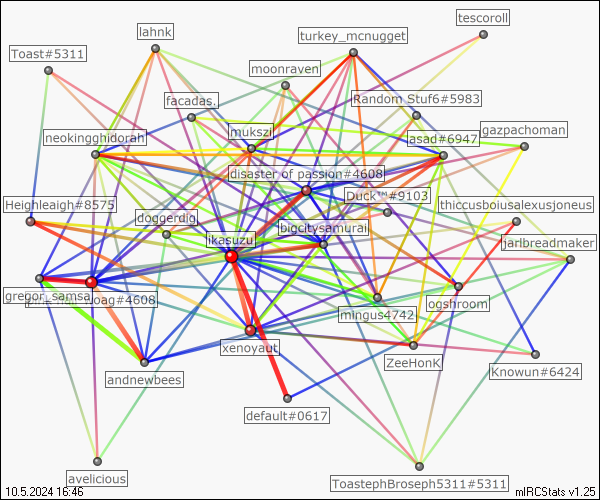 tescoroll
lahnk
turkey_mcnugget
Toast#5311
moonraven
Random Stuf6#5983
facadas.
lmukszi
neokingghidorah
asad#6947
gazpachoman
disaster of passion#4608
Duck™#9103
Heighleaigh#8575
thiccusboiusalexusjoneus
doggerdig
bigcitysamurai
ikasuzu
jarlbreadmaker
gregor_samsa
oag#4608
ogshroom
mingus4742
xenoyaut
ZeeHonK
Knowun#6424
andnewbees
default#0617
avelicious
ToastephBroseph5311#5311
10.5.2024 16:46
mIRCStats v1.25